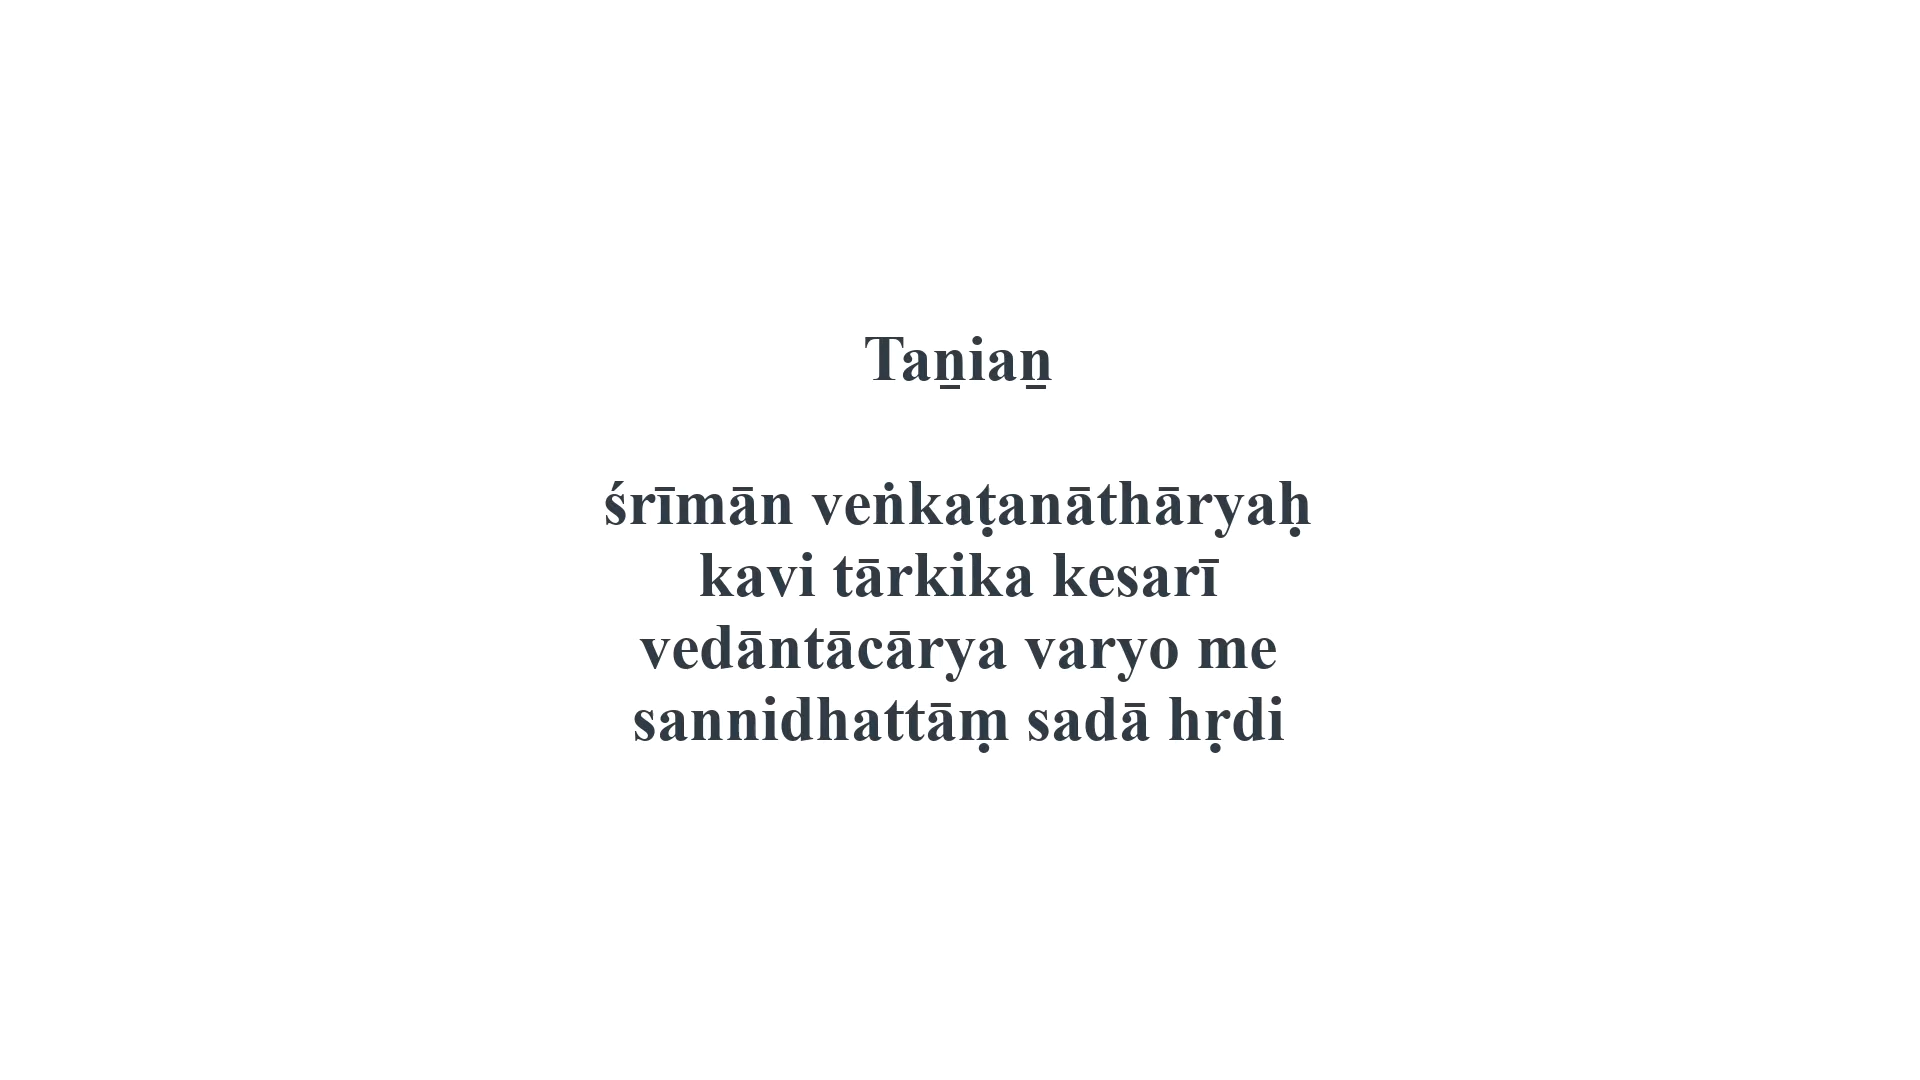 Taṉiaṉ
śrīmān veṅkaṭanāthāryaḥ
kavi tārkika kesarī
vedāntācārya varyo me
sannidhattāṃ sadā hṛdi